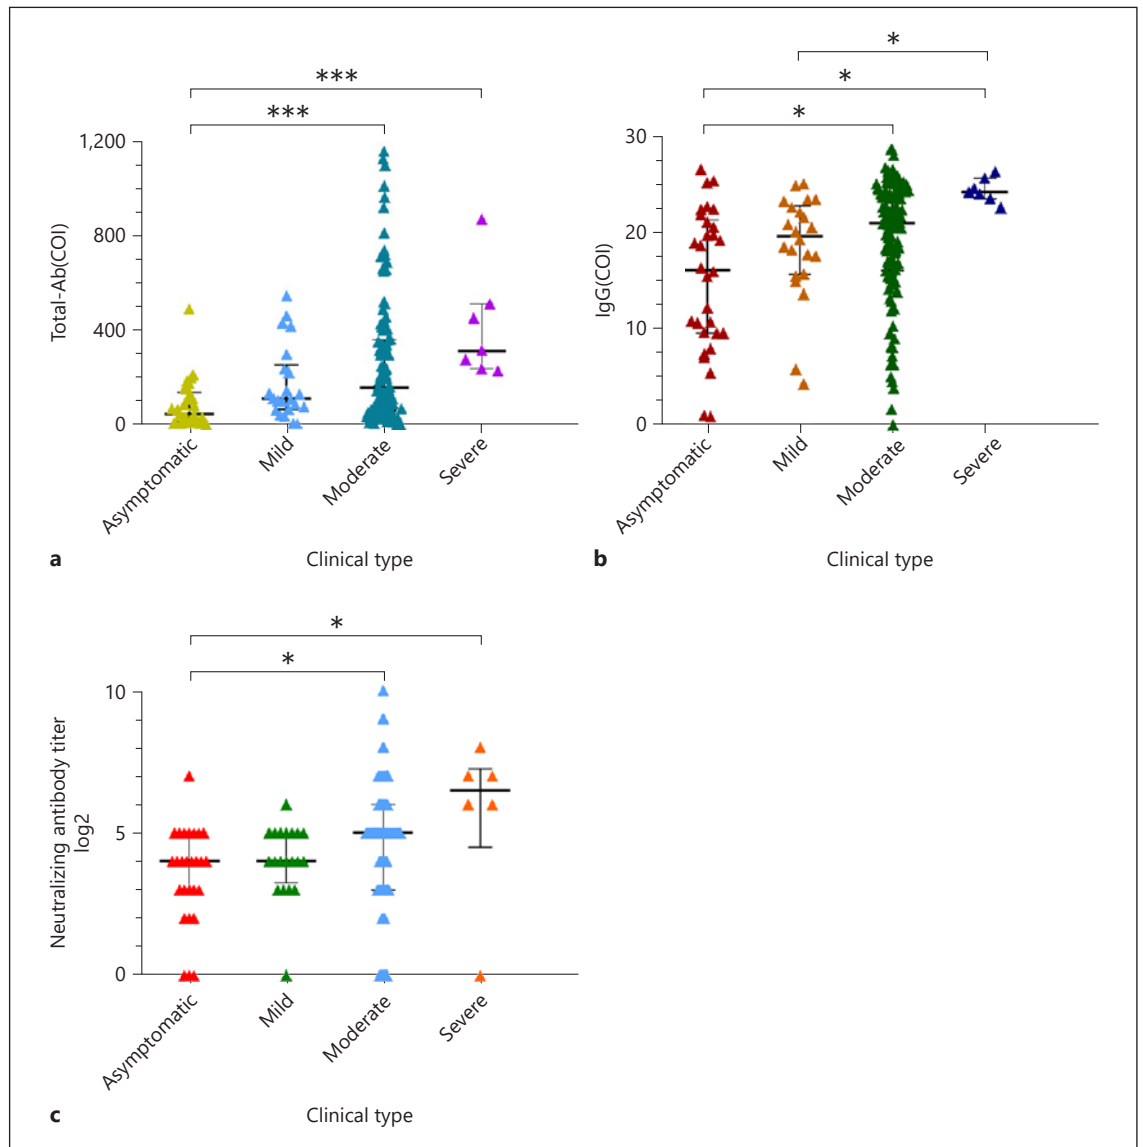 ***
***
1,200
800
400
0
Total-Ab(COI)
Asymptomatic
Mild
Moderate
Severe
a
Clinical type
*
*
*
30
20
10
0
IgG(COI)
Asymptomatic
Mild
Moderate
Severe
b
Clinical type
*
*
10
5
0
Neutralizing antibody titer
log2
Asymptomatic
Mild
Moderate
Severe
c
Clinical type